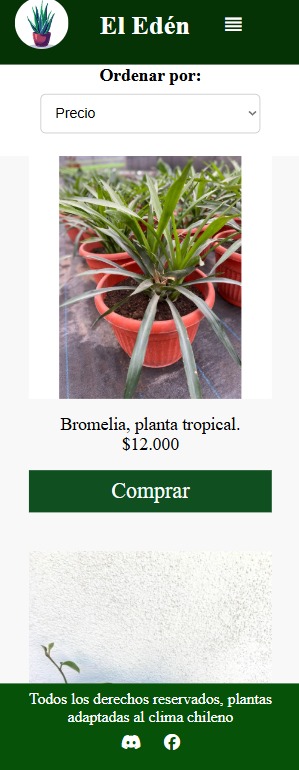 El Edén
Ordenar por:
Precio
Bromelia, planta tropical.
$12.000
Comprar
Todos los derechos reservados, plantas
adaptadas al clima chileno